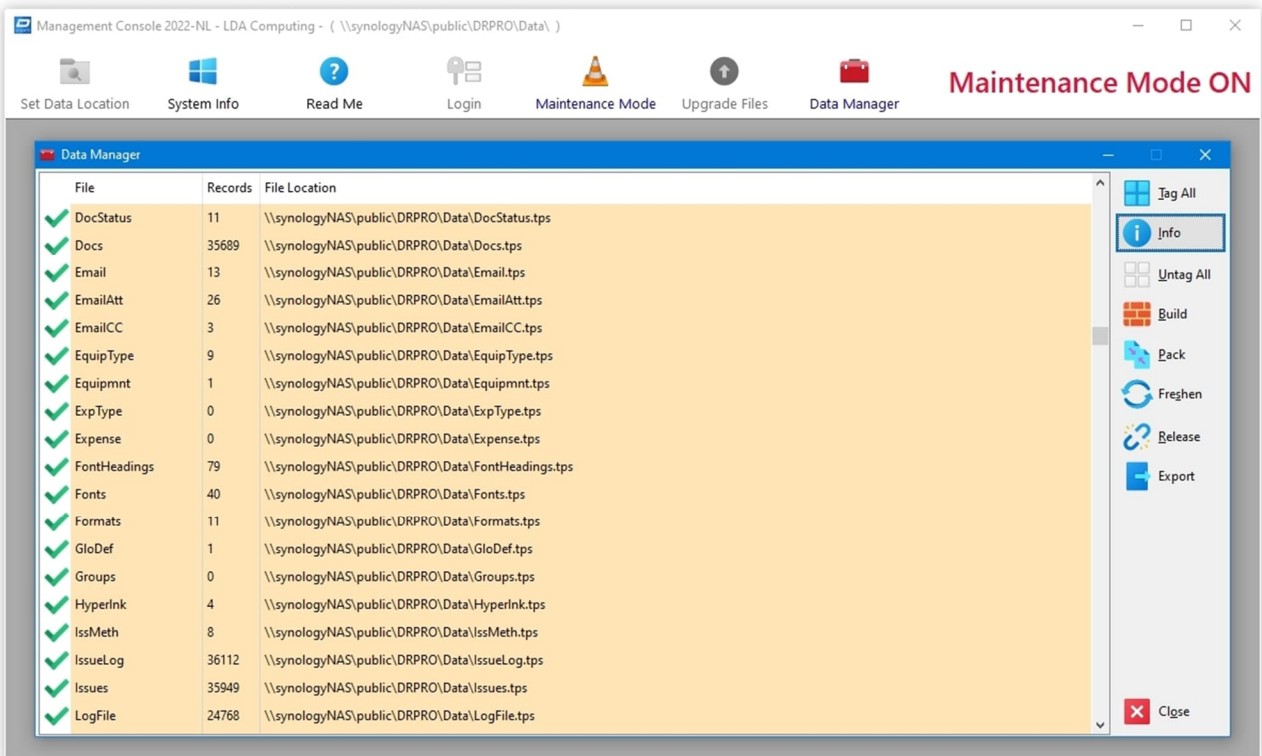 Management Console 2022-NL - LDA Computing - ( \\synologyNAS\public\DRPRO\Data\ )
Set Data Location System Info Read Me Login Maintenance Mode Upgrade Files Data Manager Maintenance Mode ON
Data Manager
File Records File Location
DocStatus 11 \\synologyNAS\public\DRPRO\Data\DocStatus.tps
Docs 35689 \\synologyNAS\public\DRPRO\Data\Docs.tps
Email 13 \\synologyNAS\public\DRPRO\Data\Email.tps
EmailAtt 26 \\synologyNAS\public\DRPRO\Data\EmailAtt.tps
EmailCC 3 \\synologyNAS\public\DRPRO\Data\EmailCC.tps
EquipType 9 \\synologyNAS\public\DRPRO\Data\EquipType.tps
Equipmnt 1 \\synologyNAS\public\DRPRO\Data\Equipmnt.tps
ExpType 0 \\synologyNAS\public\DRPRO\Data\ExpType.tps
Expense 0 \\synologyNAS\public\DRPRO\Data\Expense.tps
FontHeadings 79 \\synologyNAS\public\DRPRO\Data\FontHeadings.tps
Fonts 40 \\synologyNAS\public\DRPRO\Data\Fonts.tps
Formats 11 \\synologyNAS\public\DRPRO\Data\Formats.tps
GloDef 1 \\synologyNAS\public\DRPRO\Data\GloDef.tps
Groups 0 \\synologyNAS\public\DRPRO\Data\Groups.tps
HyperInk 4 \\synologyNAS\public\DRPRO\Data\HyperInk.tps
IssMeth 8 \\synologyNAS\public\DRPRO\Data\IssMeth.tps
IssueLog 36112 \\synologyNAS\public\DRPRO\Data\IssueLog.tps
Issues 35949 \\synologyNAS\public\DRPRO\Data\Issues.tps
LogFile 24768 \\synologyNAS\public\DRPRO\Data\LogFile.tps
Tag All
Info
Untag All
Build
Pack
Freshen
Release
Export
Close